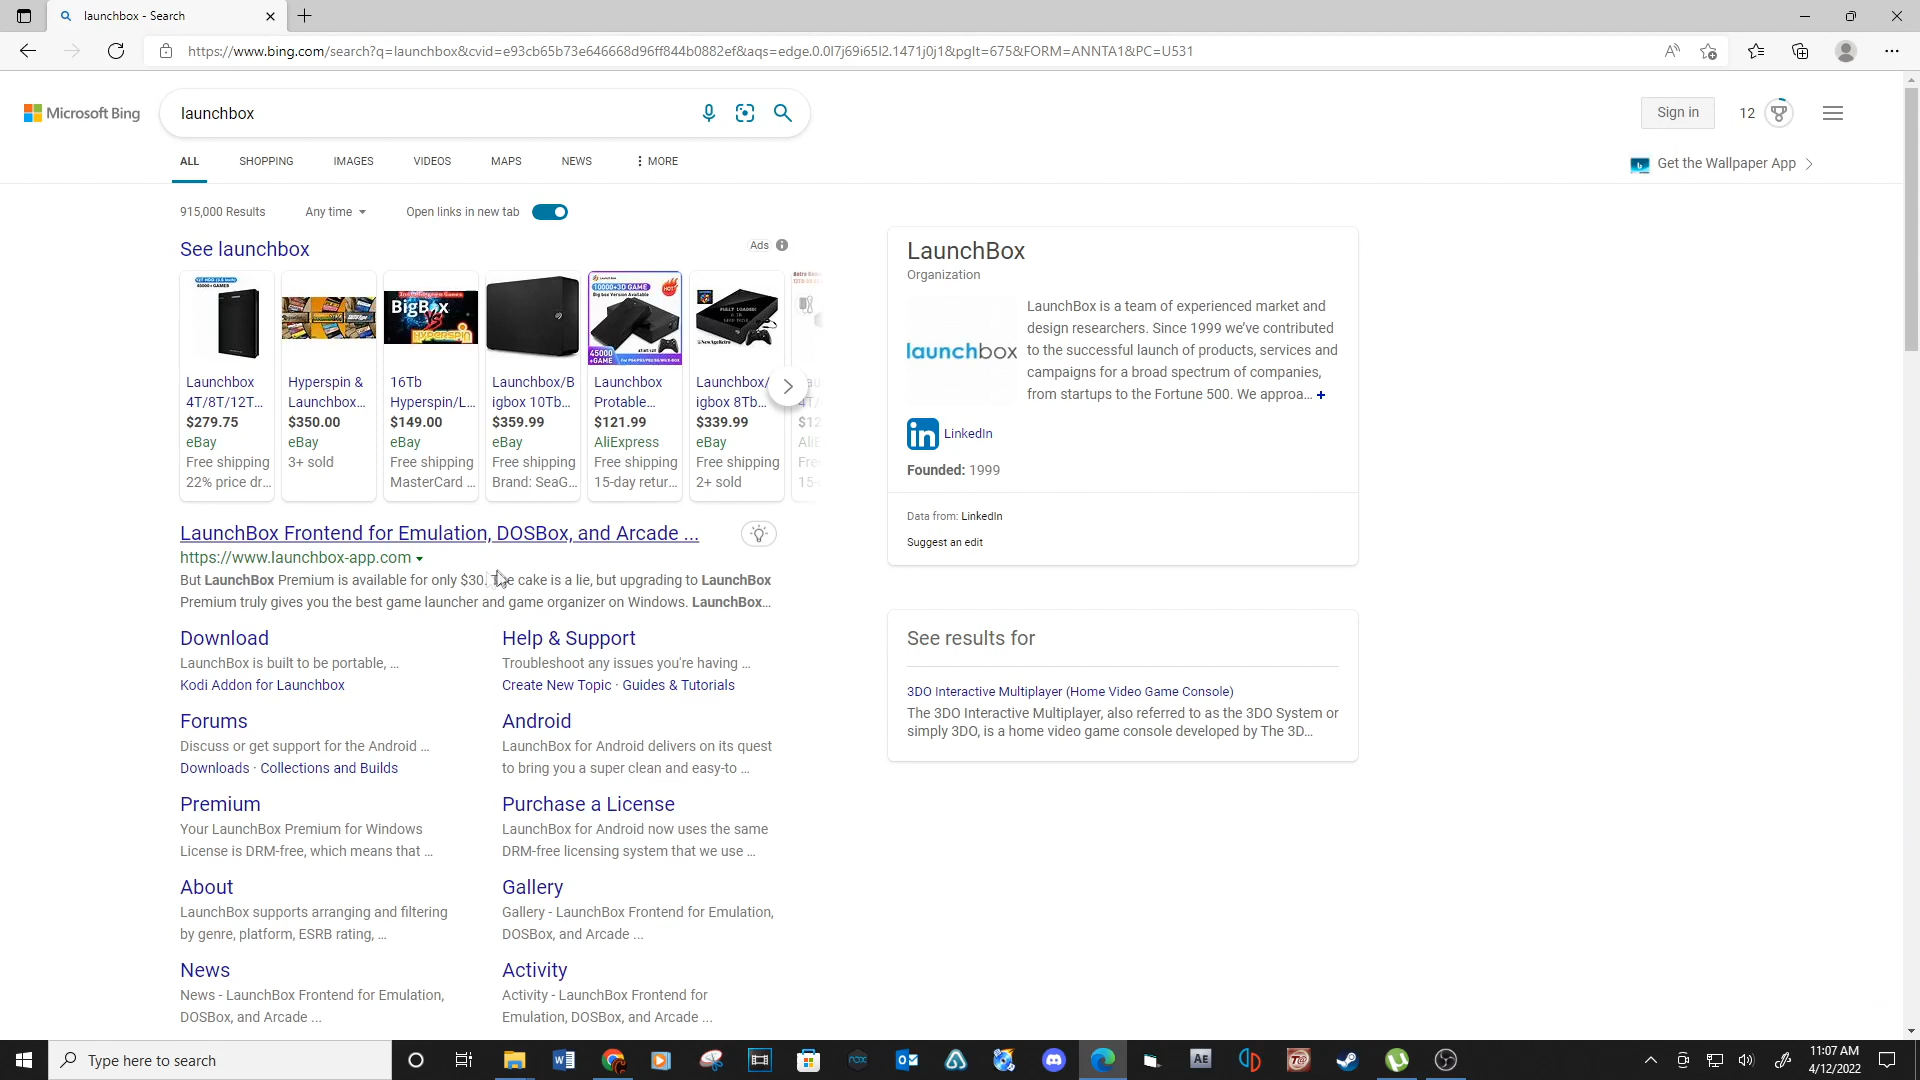 launchbox - Search
https://www.bing.com/search?q=launchbox&cvid=e93cb65b73e646668d96ff844b0882ef&aqs=edge.0.0l7j69i65l2.1471j0j1&pglt=675&FORM=ANNTA1&PC=U531
Microsoft Bing
launchbox
Sign in
12
ALL
SHOPPING
IMAGES
VIDEOS
MAPS
NEWS
MORE
Get the Wallpaper App
915,000 Results
Any time
Open links in new tab
See launchbox
Ads
BigBox
HYPERSPIN
10000+3D GAME
Big box Version Available
HOT
45000
+GAME
FULLY LOADED
Launchbox
4T/8T/12T...
$279.75
eBay
Free shipping
22% price dr...
Hyperspin &
Launchbox...
$350.00
eBay
3+ sold
16Tb
Hyperspin/L...
$149.00
eBay
Free shipping
MasterCard ...
Launchbox/B
igbox 10Tb...
$359.99
eBay
Free shipping
Brand: SeaG...
Launchbox
Protable...
$121.99
AliExpress
Free shipping
15-day retur...
Launchbox/
igbox 8Tb...
$339.99
eBay
Free shipping
2+ sold
LaunchBox Frontend for Emulation, DOSBox, and Arcade ...
https://www.launchbox-app.com
But LaunchBox Premium is available for only $30. The cake is a lie, but upgrading to LaunchBox
Premium truly gives you the best game launcher and game organizer on Windows. LaunchBox...
Download
LaunchBox is built to be portable, ...
Kodi Addon for Launchbox
Help & Support
Troubleshoot any issues you're having ...
Create New Topic · Guides & Tutorials
Forums
Discuss or get support for the Android ...
Downloads · Collections and Builds
Android
LaunchBox for Android delivers on its quest
to bring you a super clean and easy-to ...
Premium
Your LaunchBox Premium for Windows
License is DRM-free, which means that ...
Purchase a License
LaunchBox for Android now uses the same
DRM-free licensing system that we use ...
About
LaunchBox supports arranging and filtering
by genre, platform, ESRB rating, ...
Gallery
Gallery - LaunchBox Frontend for Emulation,
DOSBox, and Arcade ...
News
News - LaunchBox Frontend for Emulation,
DOSBox, and Arcade ...
Activity
Activity - LaunchBox Frontend for
Emulation, DOSBox, and Arcade ...
LaunchBox
Organization
launchbox
LaunchBox is a team of experienced market and
design researchers. Since 1999 we've contributed
to the successful launch of products, services and
campaigns for a broad spectrum of companies,
from startups to the Fortune 500. We approa... +
in LinkedIn
Founded: 1999
Data from: LinkedIn
Suggest an edit
See results for
3DO Interactive Multiplayer (Home Video Game Console)
The 3DO Interactive Multiplayer, also referred to as the 3DO System or
simply 3DO, is a home video game console developed by The 3D...
Type here to search
AE
11:07 AM
4/12/2022